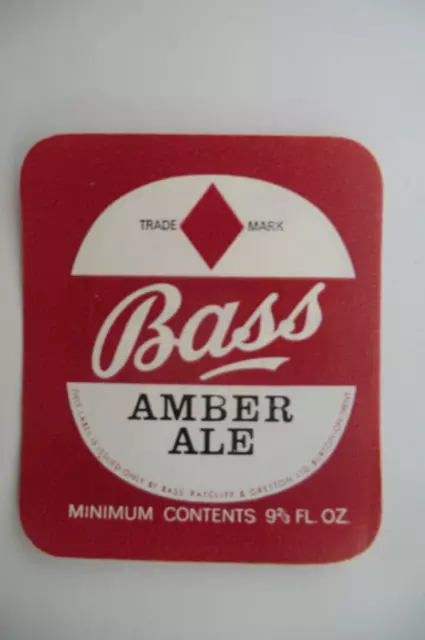 TRADE MARK
Bass
AMBER
ALE
THIS LABEL IS ISSUED ONLY BY BASS, RATCLIFF & GRETTON LTD. BURTON-ON-TRENT
MINIMUM CONTENTS 9⅔ FL. OZ.